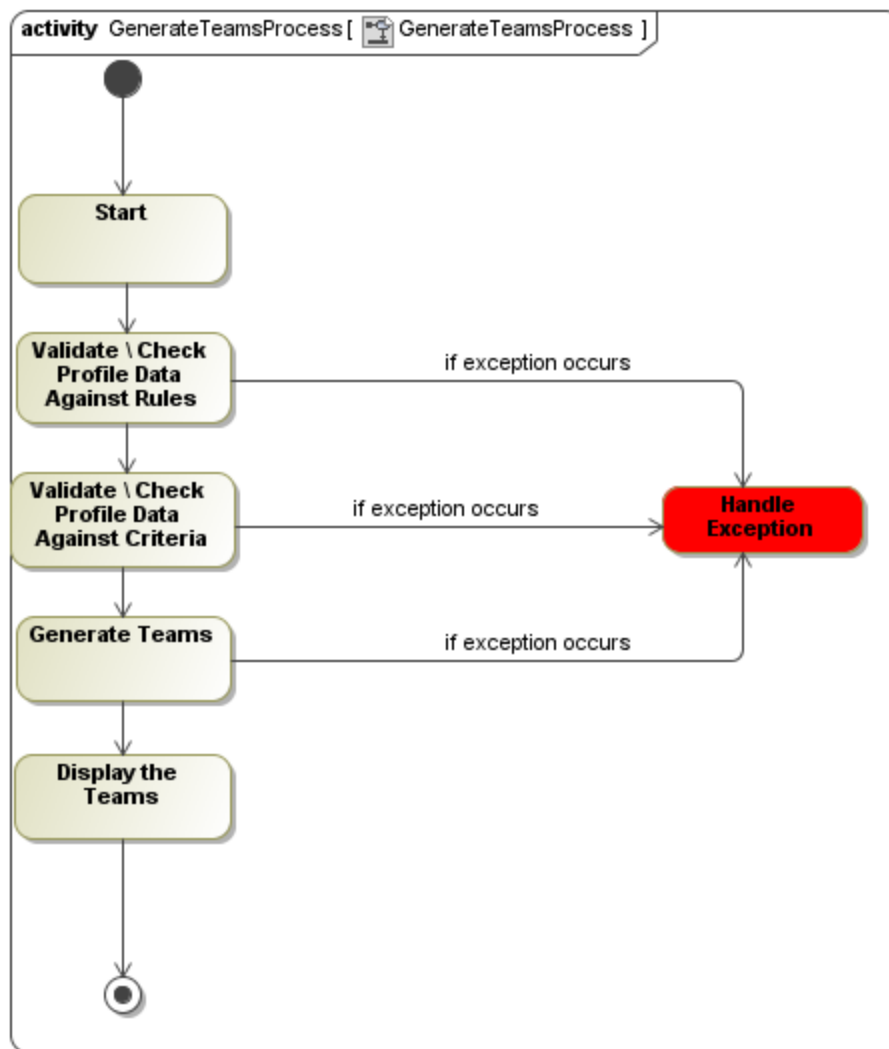 activity GenerateTeamsProcess [ GenerateTeamsProcess ]
Start
Validate \ Check
Profile Data
Against Rules
if exception occurs
Validate \ Check
Profile Data
Against Criteria
if exception occurs
Handle
Exception
Generate Teams
if exception occurs
Display the
Teams